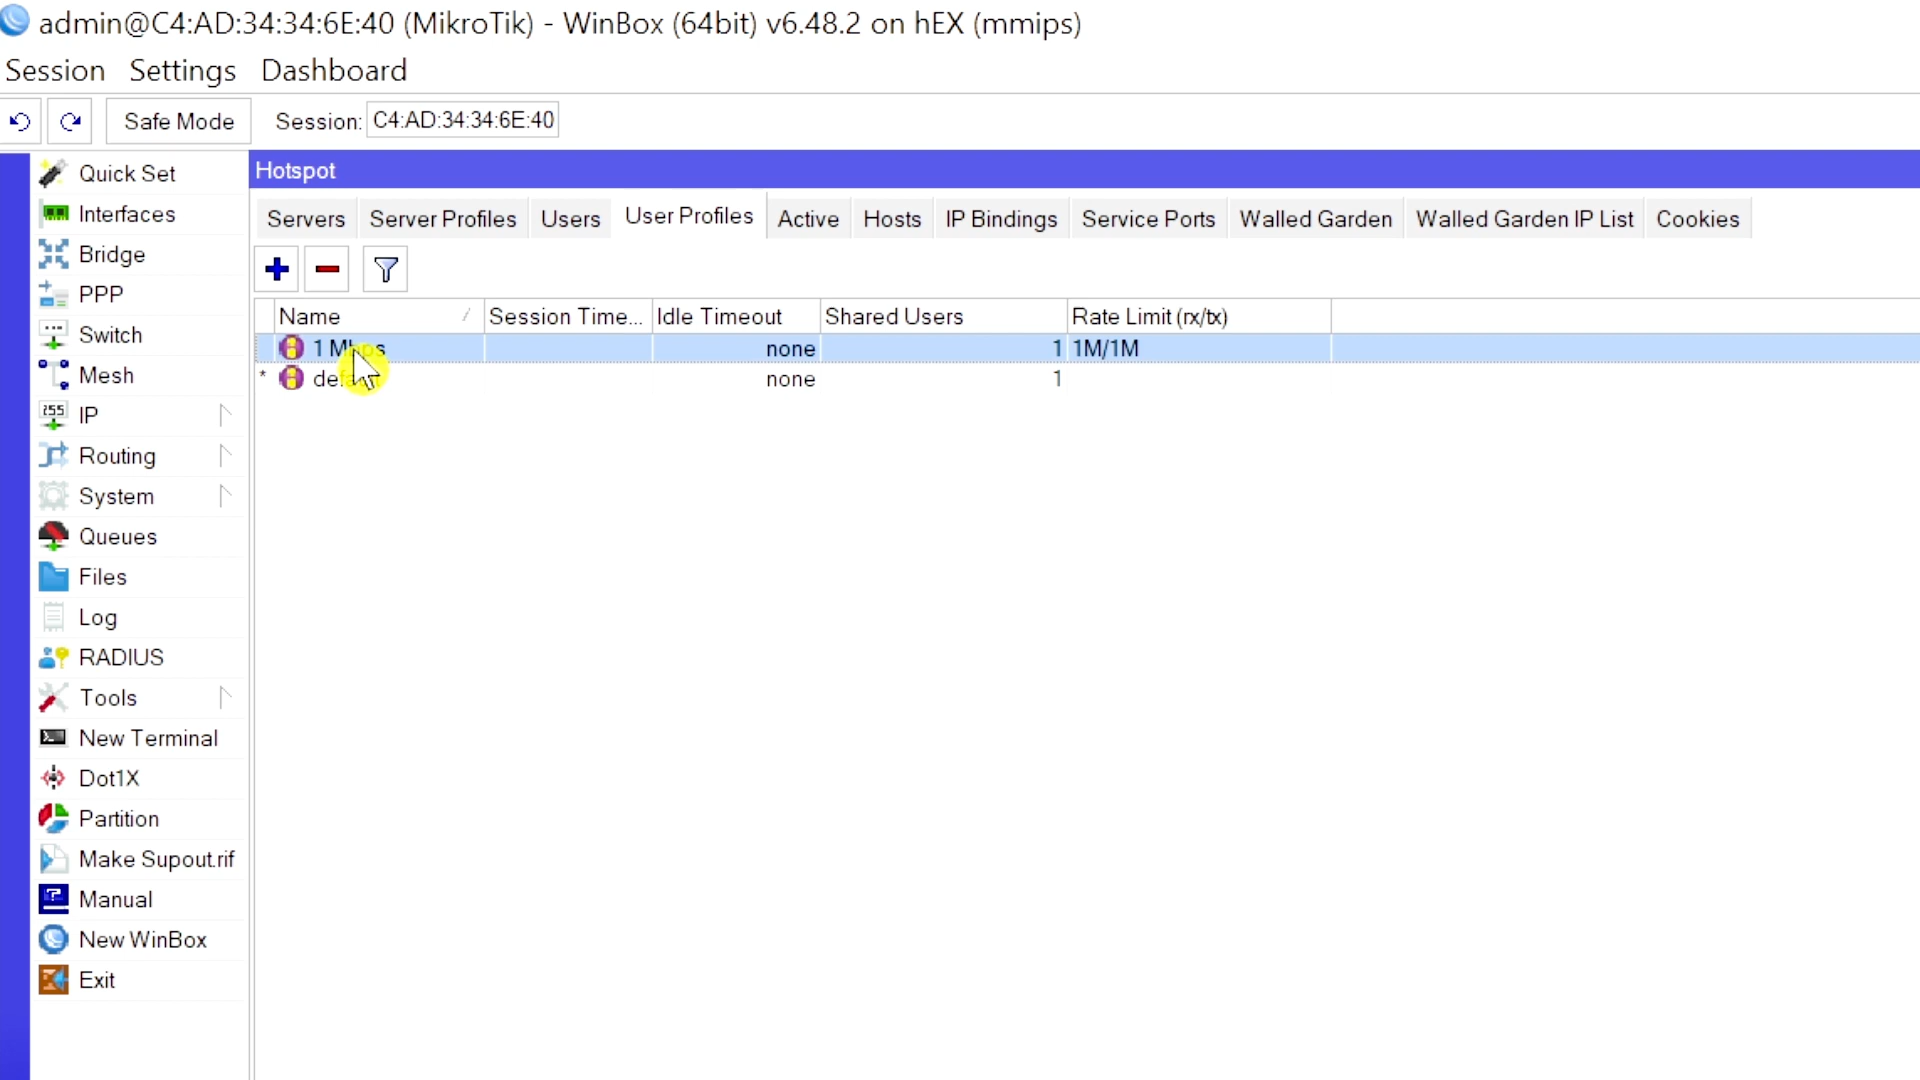 admin@C4:AD:34:34:6E:40 (MikroTik) - WinBox (64bit) v6.48.2 on hEX (mmips)
Session Settings Dashboard
Safe Mode Session: C4:AD:34:34:6E:40
Hotspot
Servers Server Profiles Users User Profiles Active Hosts IP Bindings Service Ports Walled Garden Walled Garden IP List Cookies
Name Session Time... Idle Timeout Shared Users Rate Limit (rx/tx)
1 Mbps none 1 1M/1M
* none 1
Quick Set
Interfaces
Bridge
PPP
Switch
Mesh
IP
Routing
System
Queues
Files
Log
RADIUS
Tools
New Terminal
Dot1X
Partition
Make Supout.rif
Manual
New WinBox
Exit